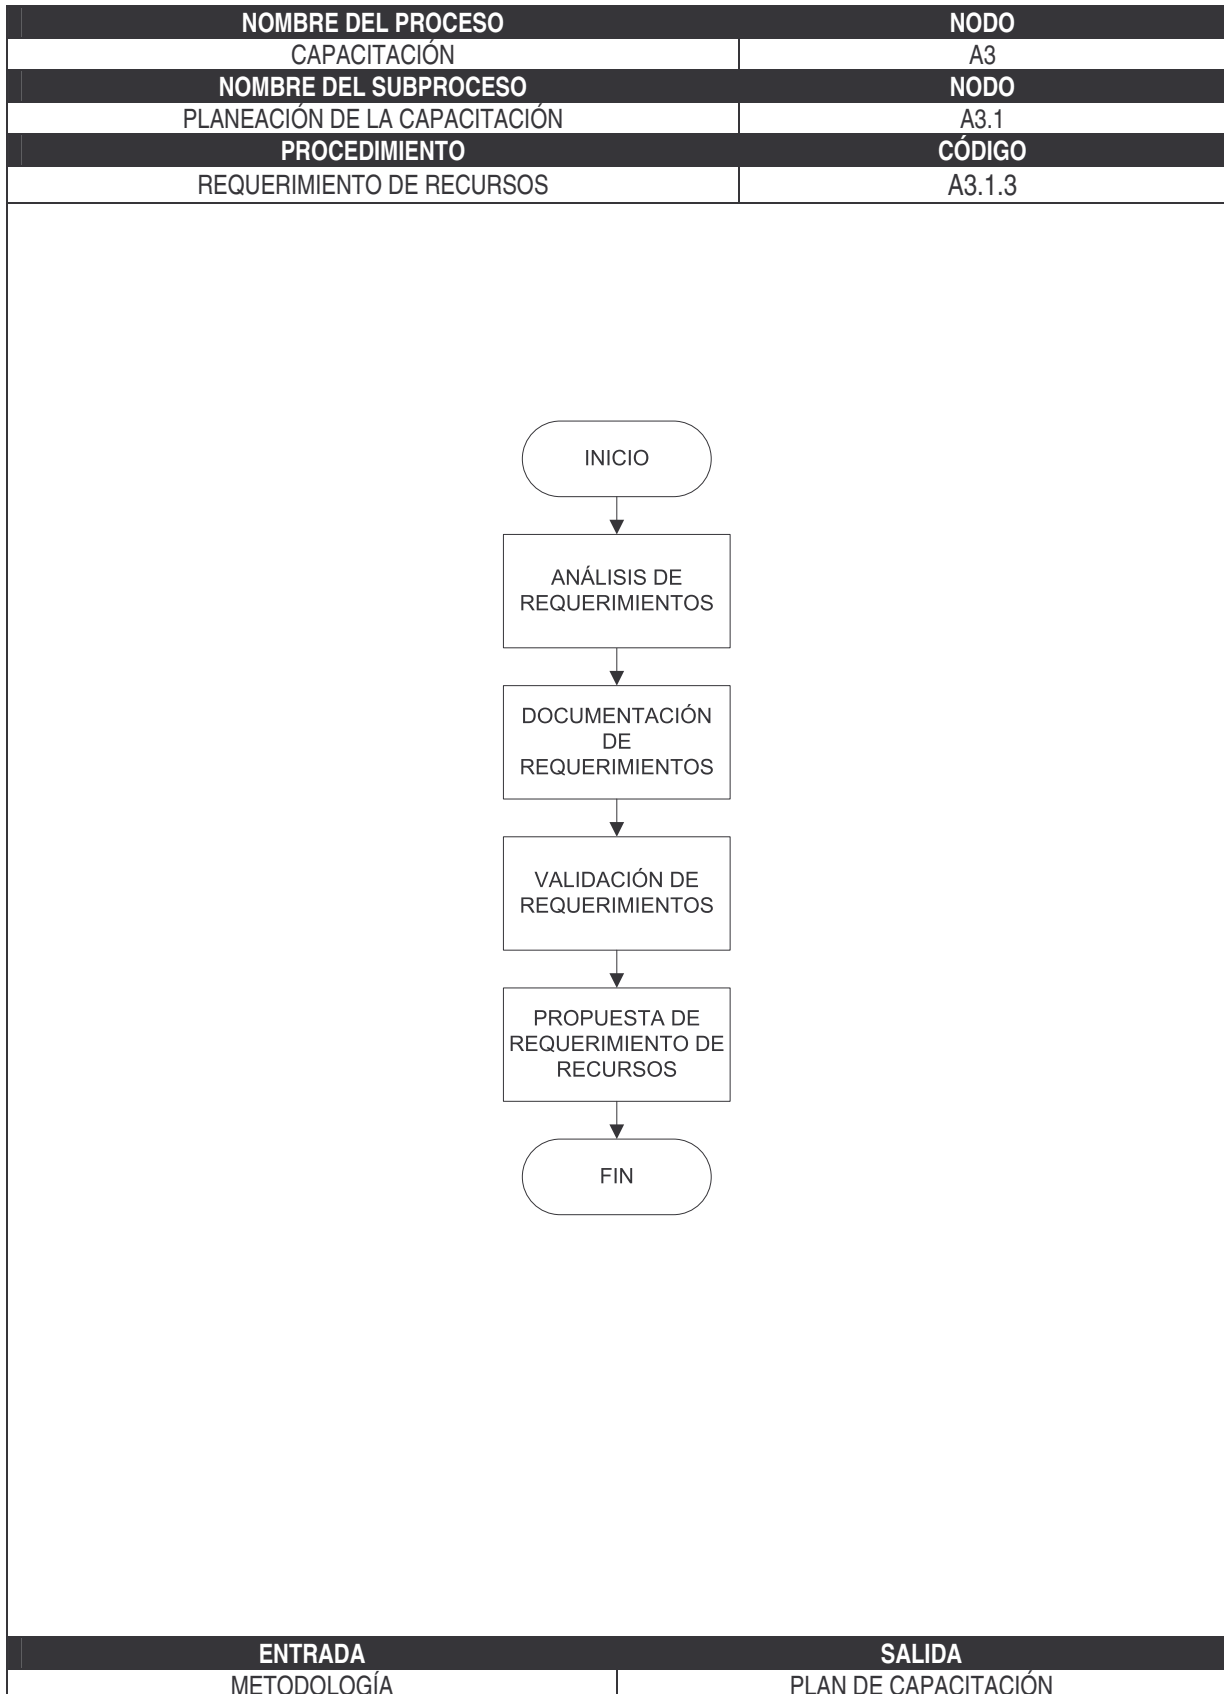 NOMBRE DEL PROCESO NODO
CAPACITACIÓN A3
NOMBRE DEL SUBPROCESO NODO
PLANEACIÓN DE LA CAPACITACIÓN A3.1
PROCEDIMIENTO CÓDIGO
REQUERIMIENTO DE RECURSOS A3.1.3
INICIO
ANÁLISIS DE
REQUERIMIENTOS
DOCUMENTACIÓN
DE
REQUERIMIENTOS
VALIDACIÓN DE
REQUERIMIENTOS
PROPUESTA DE
REQUERIMIENTO DE
RECURSOS
FIN
ENTRADA SALIDA
METODOLOGÍA PLAN DE CAPACITACIÓN